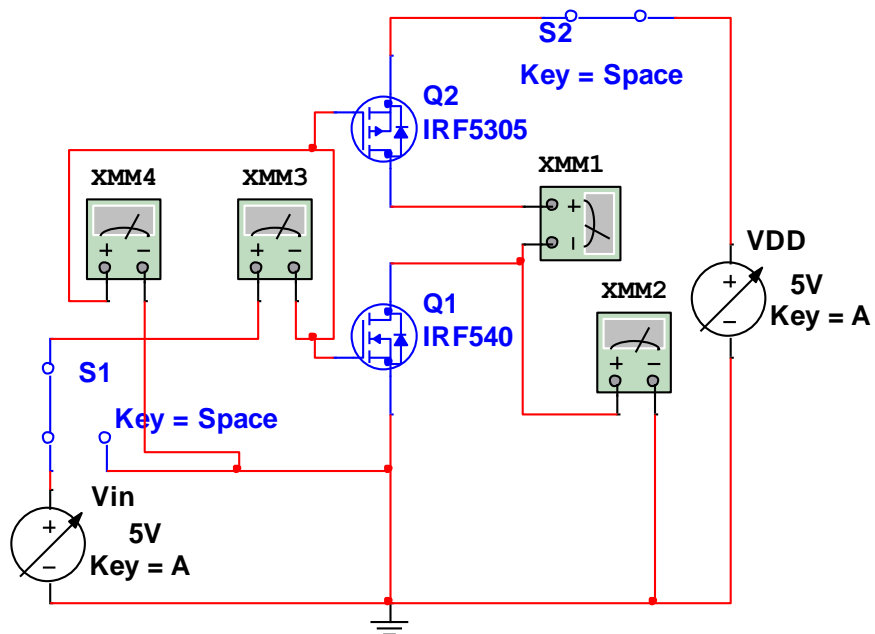 S2
Key = Space
Q2
IRF5305
XMM4
XMM3
XMM1
+ −
+ −
+
−
VDD
+
5V
−
Key = A
XMM2
+ −
Q1
IRF540
S1
Key = Space
Vin
+
5V
−
Key = A